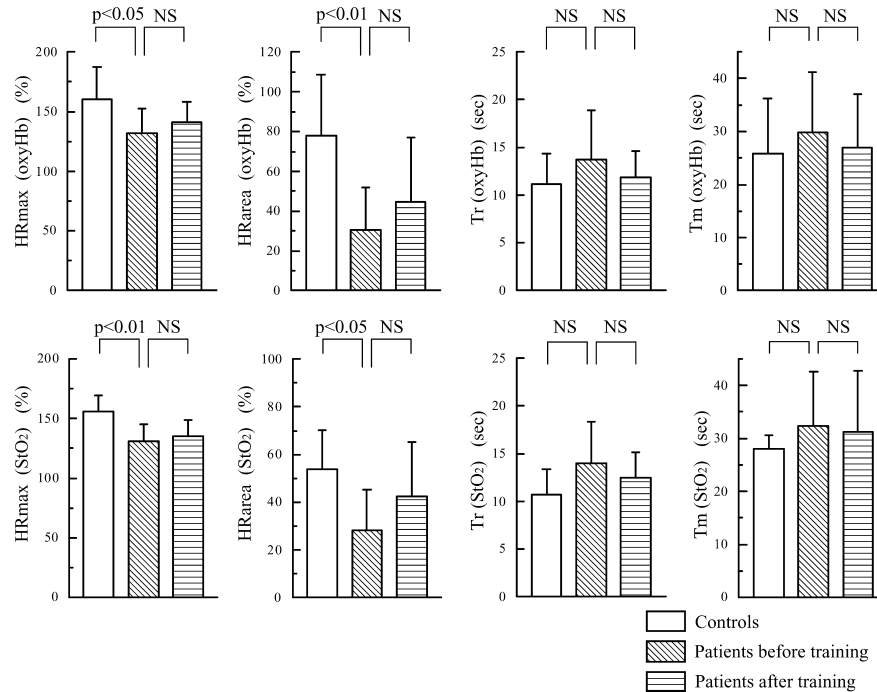 p<0.05 NS
200
150
100
50
0
HRmax (oxyHb) (%)
p<0.01 NS
120
100
80
60
40
20
0
HRarea (oxyHb) (%)
NS NS
25
20
15
10
5
0
Tr (oxyHb) (sec)
NS NS
40
30
20
10
0
Tm (oxyHb) (sec)
p<0.01 NS
200
150
100
50
0
HRmax (StO2) (%)
p<0.05 NS
100
80
60
40
20
0
HRarea (StO2) (%)
NS NS
25
20
15
10
5
0
Tr (StO2) (sec)
NS NS
40
30
20
10
0
Tm (StO2) (sec)
Controls
Patients before training
Patients after training